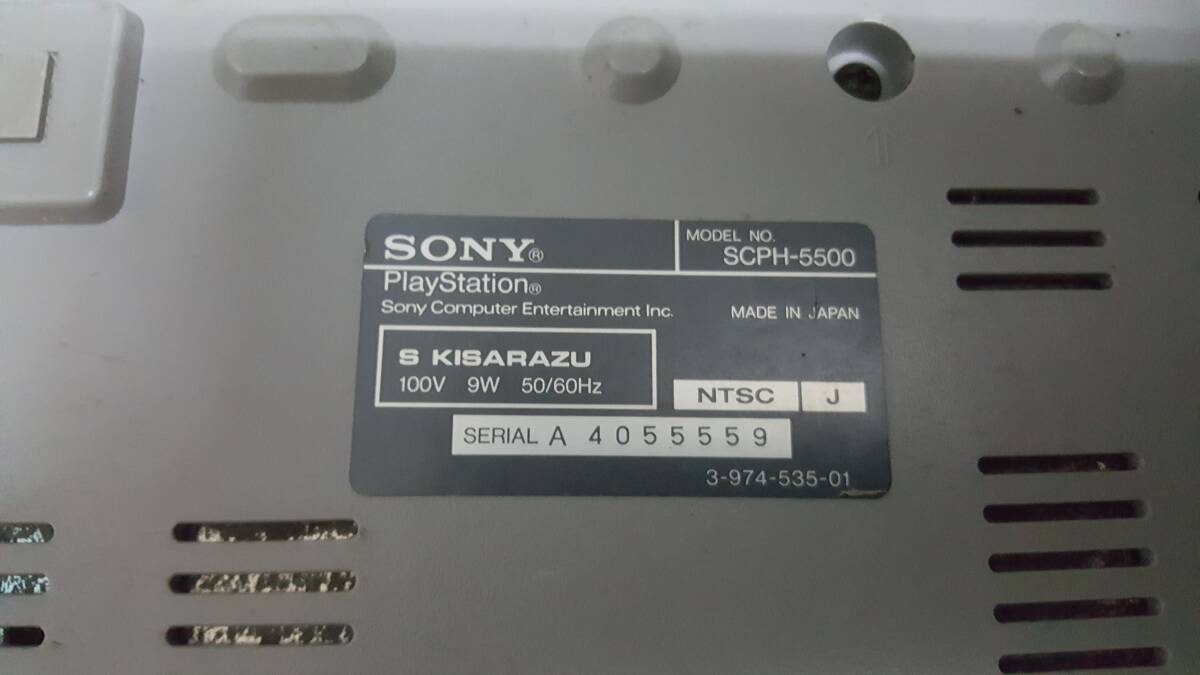 SONY®
MODEL NO.
SCPH-5500
PlayStation®
Sony Computer Entertainment Inc.
MADE IN JAPAN
S KISARAZU
100V 9W 50/60Hz
NTSC J
SERIAL A 4055559
3-974-535-01
1